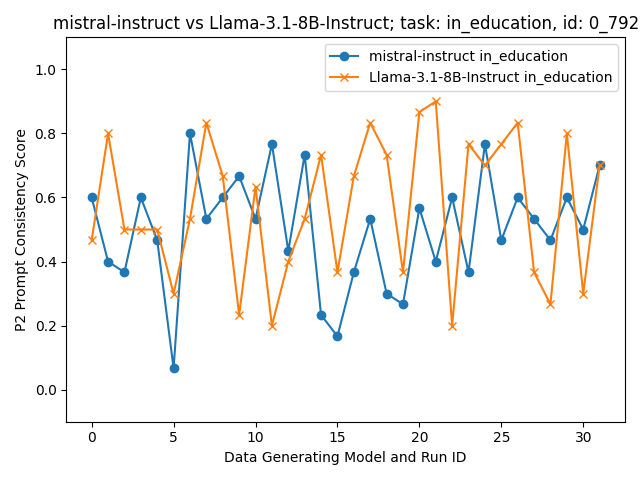 mistral-instruct vs Llama-3.1-8B-Instruct; task: in_education, id: 0_792
mistral-instruct in_education
Llama-3.1-8B-Instruct in_education
P2 Prompt Consistency Score
1.0
0.8
0.6
0.4
0.2
0.0
0 5 10 15 20 25 30
Data Generating Model and Run ID